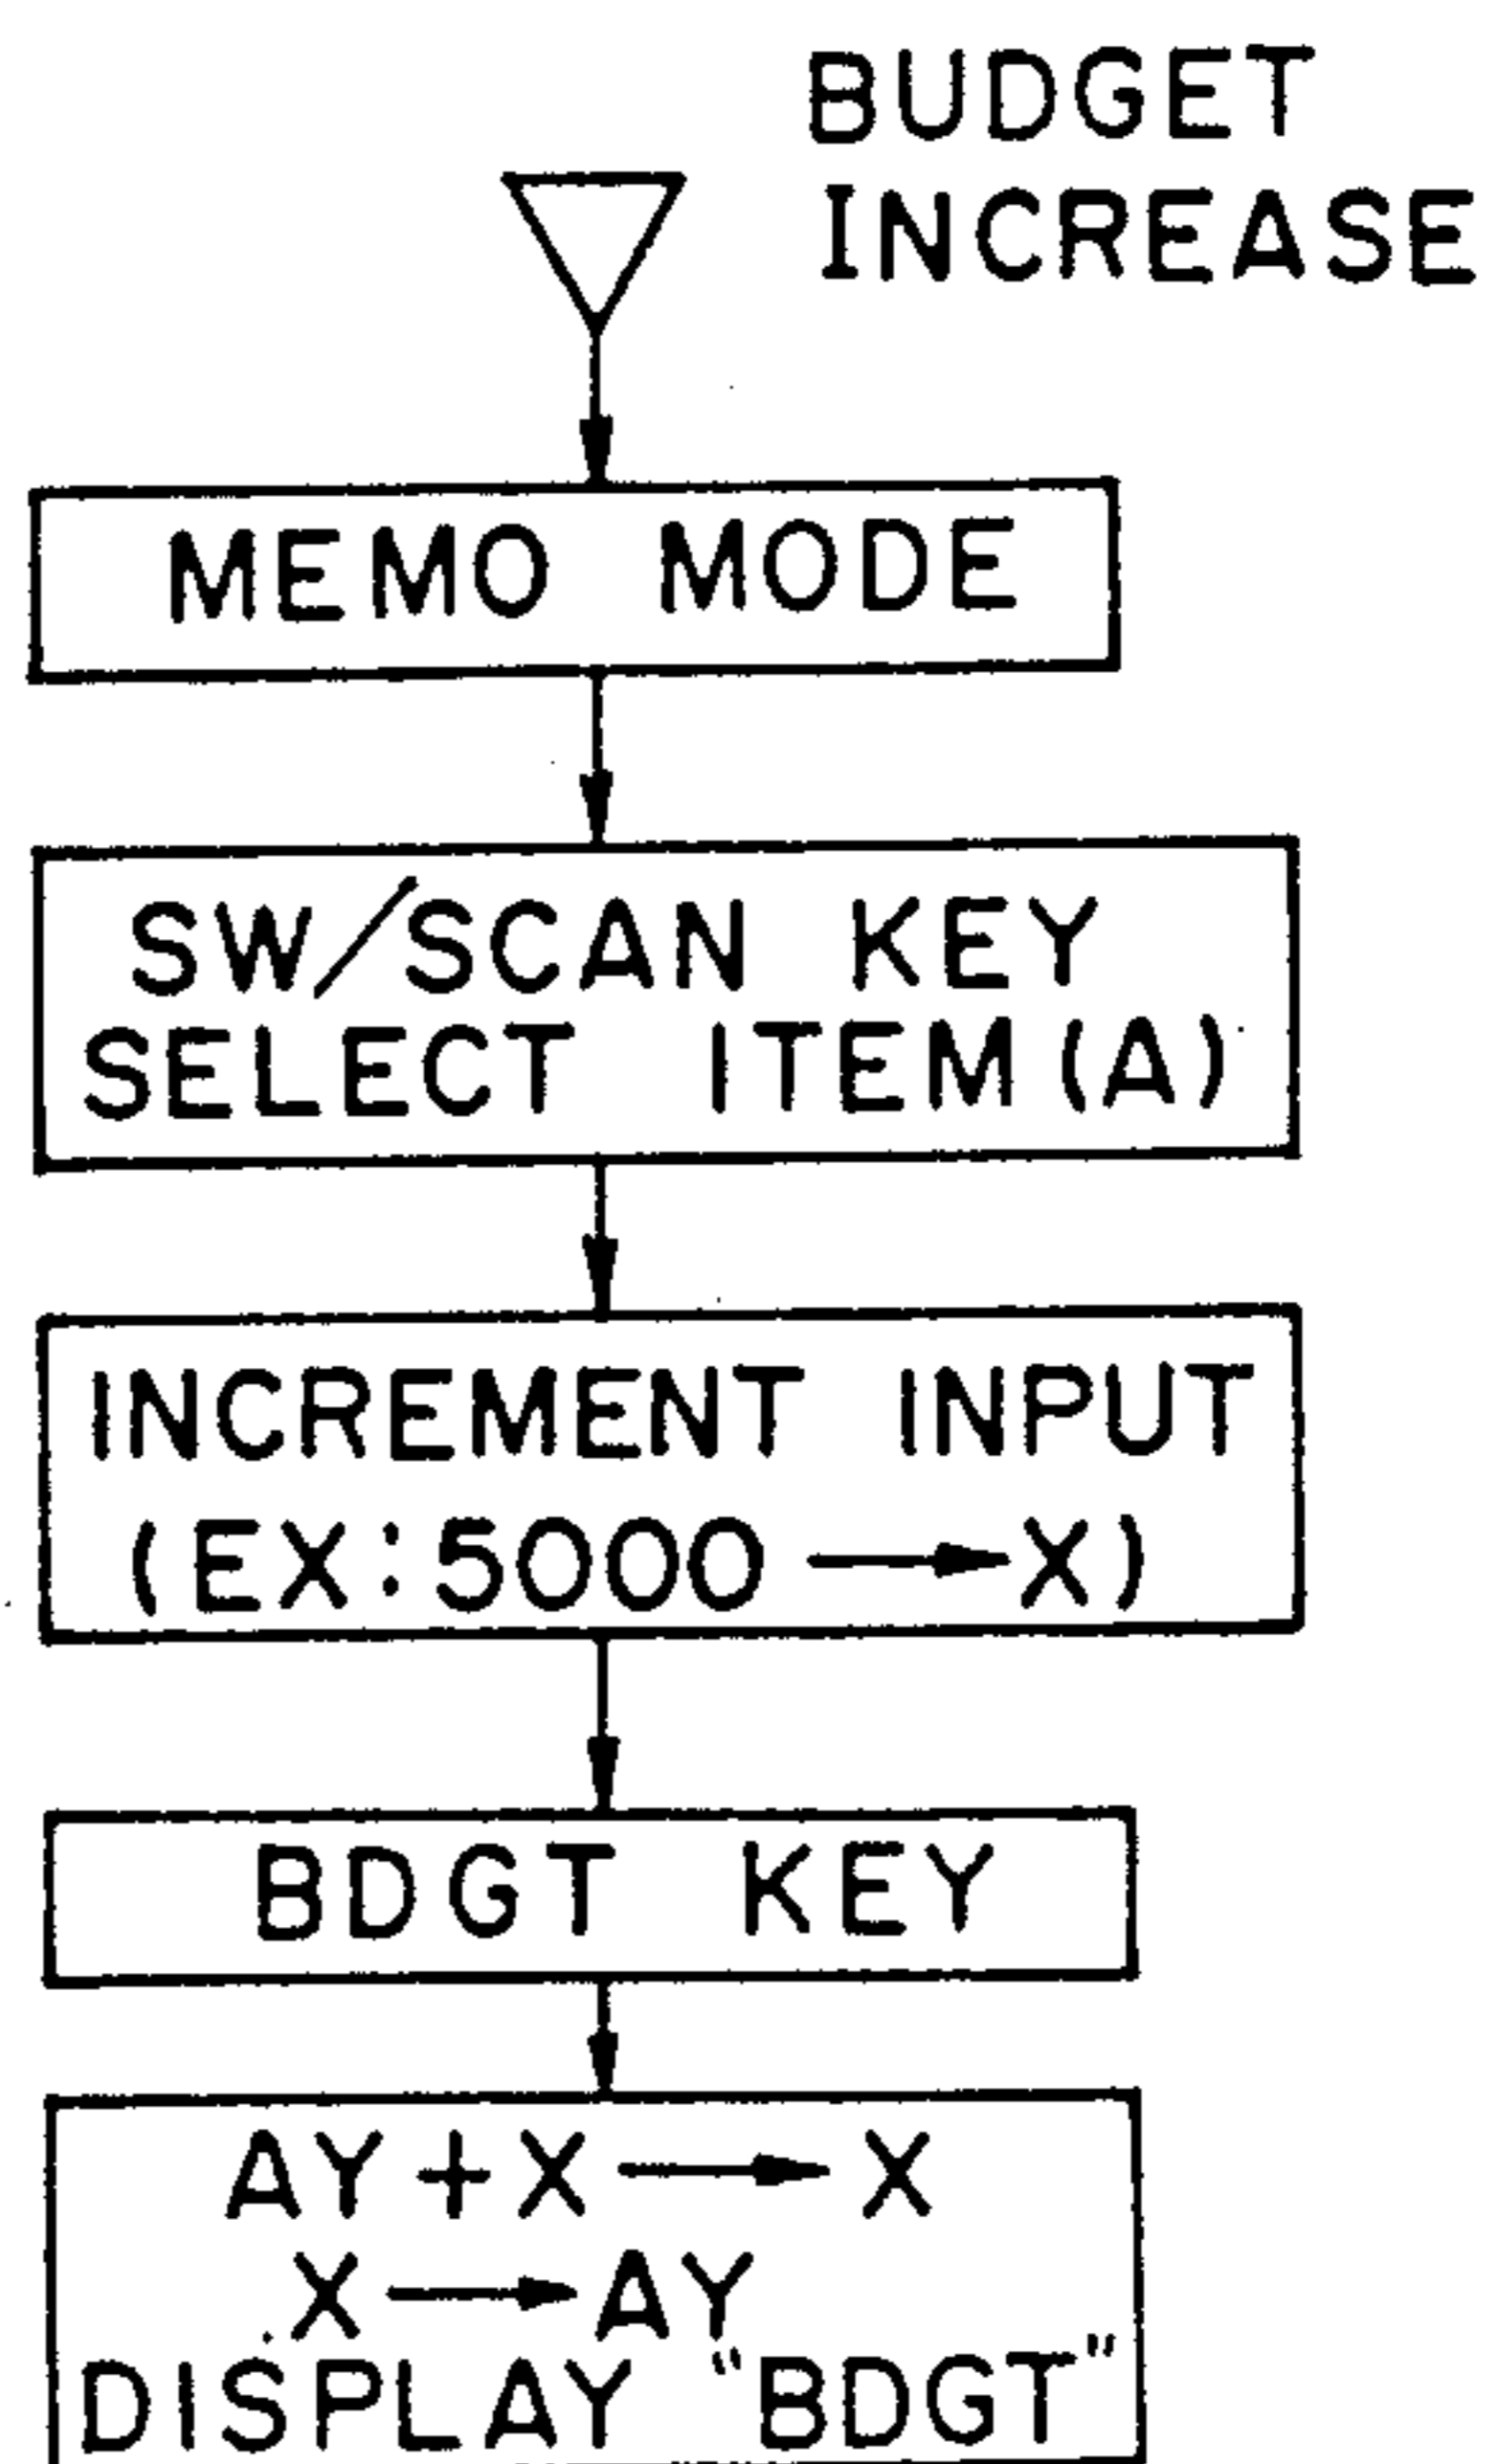 BUDGET
INCREASE
MEMO MODE
SW/SCAN KEY
SELECT ITEM(A)
INCREMENT INPUT
(EX:5000→X)
BDGT KEY
AY+X→X
X→AY
DISPLAY "BDGT"